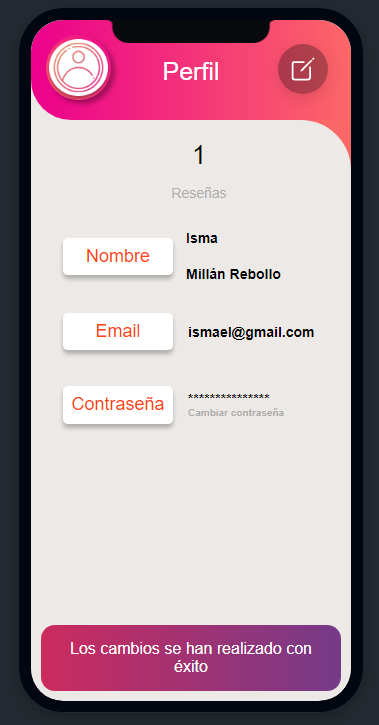 Perfil
1
Reseñas
Nombre
Isma
Millán Rebollo
Email
ismael@gmail.com
Contraseña
***************
Cambiar contraseña
Los cambios se han realizado con
éxito